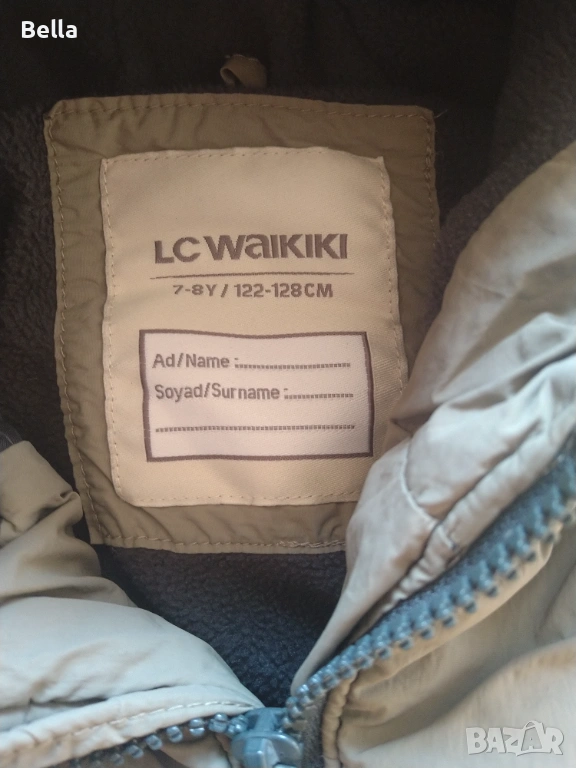 Bella
LC WAIKIKI
7-8Y / 122-128CM
Ad/Name :
Soyad/Surname :
BAZAR